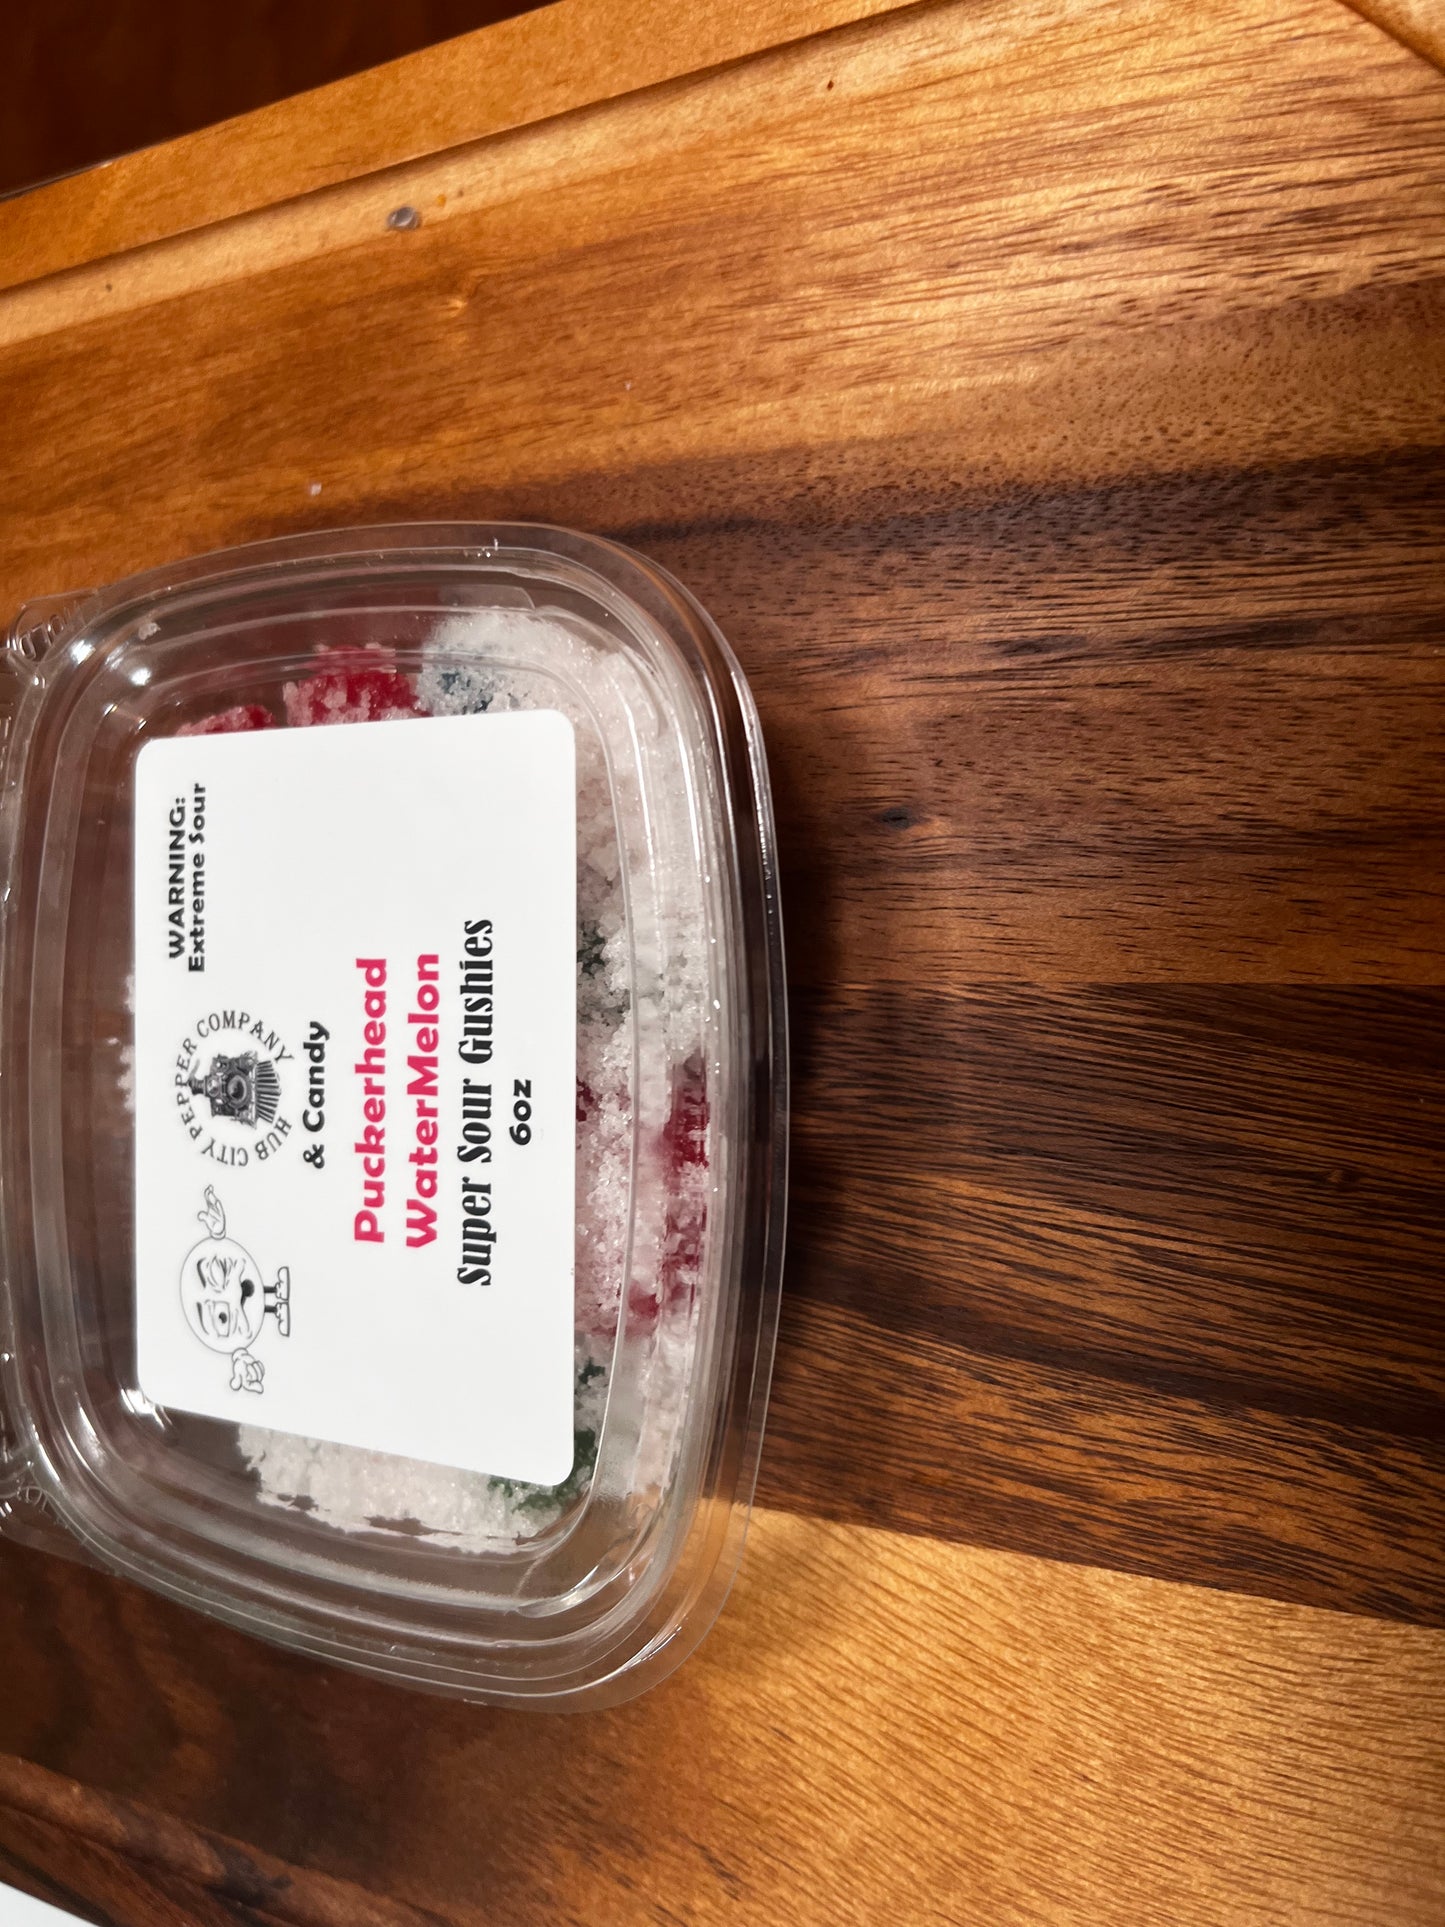 WARNING:
Extreme Sour
HUB CITY PEPPER COMPANY
& Candy
Puckerhead
WaterMelon
Super Sour Gushies
6oz